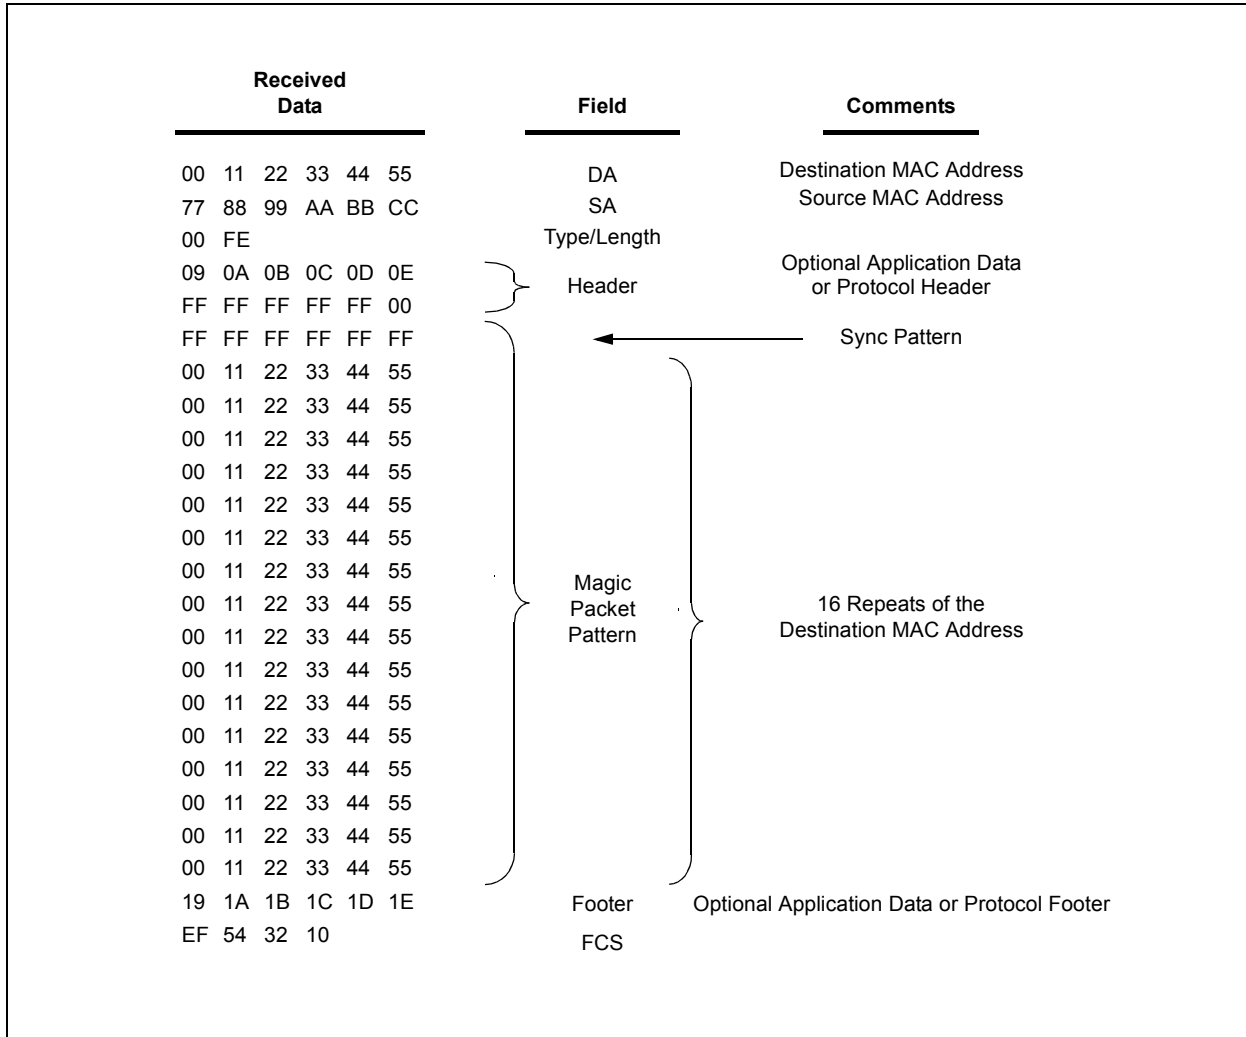 Received
Data Field Comments
00 11 22 33 44 55 DA Destination MAC Address
77 88 99 AA BB CC SA Source MAC Address
00 FE Type/Length
09 0A 0B 0C 0D 0E Optional Application Data
Header or Protocol Header
FF FF FF FF FF 00
FF FF FF FF FF FF Sync Pattern
00 11 22 33 44 55
00 11 22 33 44 55
00 11 22 33 44 55
00 11 22 33 44 55
00 11 22 33 44 55
00 11 22 33 44 55
00 11 22 33 44 55 Magic
00 11 22 33 44 55 Packet 16 Repeats of the
00 11 22 33 44 55 Pattern Destination MAC Address
00 11 22 33 44 55
00 11 22 33 44 55
00 11 22 33 44 55
00 11 22 33 44 55
00 11 22 33 44 55
00 11 22 33 44 55
00 11 22 33 44 55
19 1A 1B 1C 1D 1E Footer Optional Application Data or Protocol Footer
EF 54 32 10 FCS